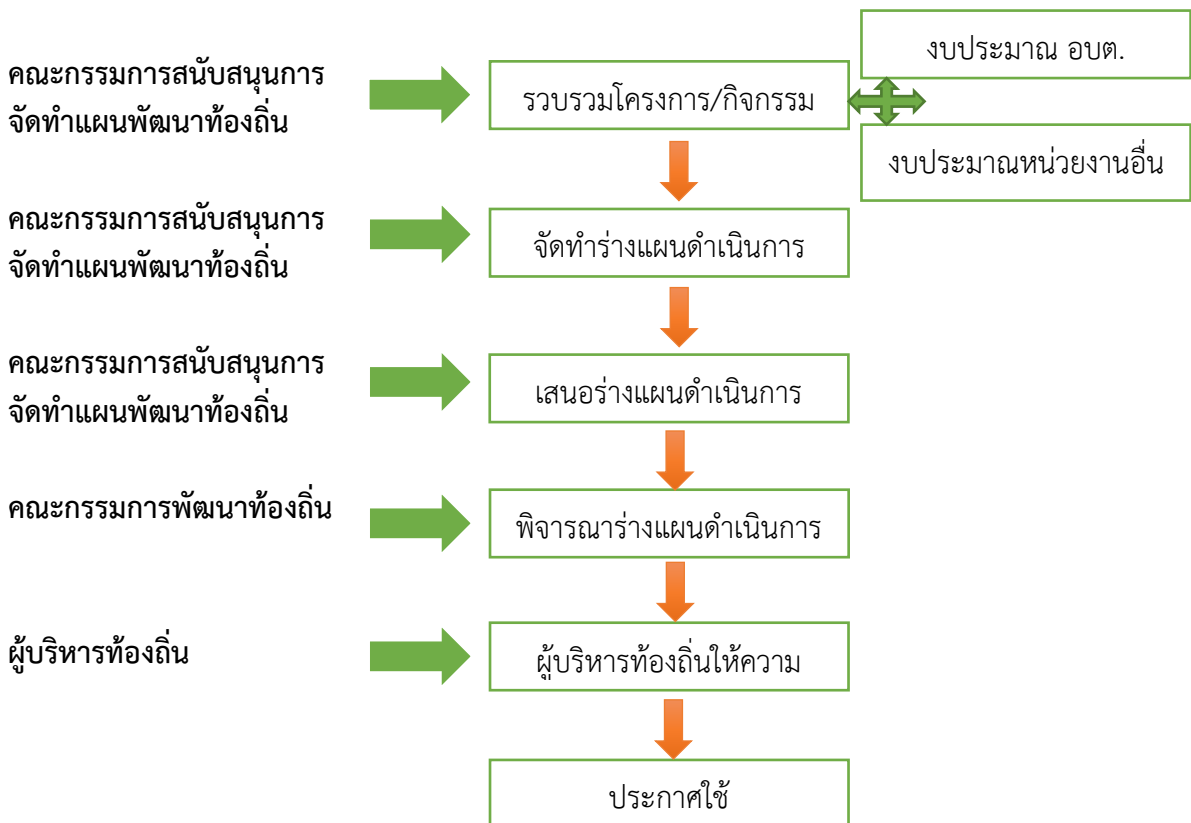 คณะกรรมการสนับสนุนการ
จัดทำแผนพัฒนาท้องถิ่น
รวบรวมโครงการ/กิจกรรม
งบประมาณ อบต.
งบประมาณหน่วยงานอื่น
คณะกรรมการสนับสนุนการ
จัดทำแผนพัฒนาท้องถิ่น
จัดทำร่างแผนดำเนินการ
คณะกรรมการสนับสนุนการ
จัดทำแผนพัฒนาท้องถิ่น
เสนอร่างแผนดำเนินการ
คณะกรรมการพัฒนาท้องถิ่น
พิจารณาร่างแผนดำเนินการ
ผู้บริหารท้องถิ่น
ผู้บริหารท้องถิ่นให้ความ
ประกาศใช้